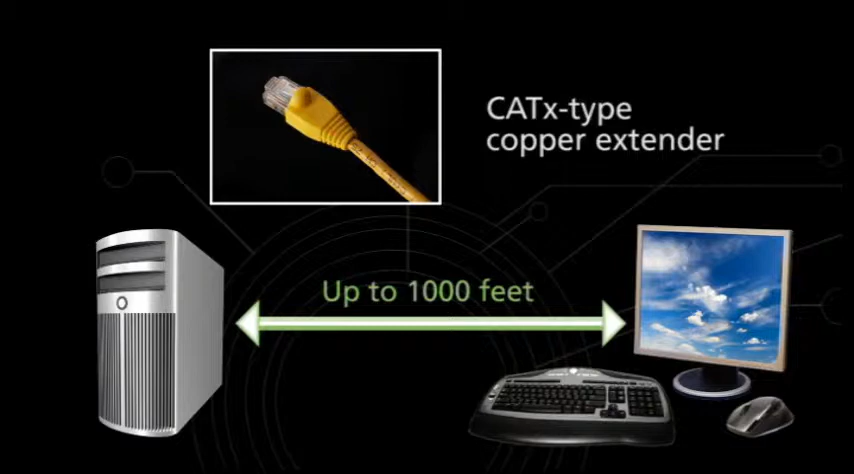 CATx-type
copper extender
Up to 1000 feet